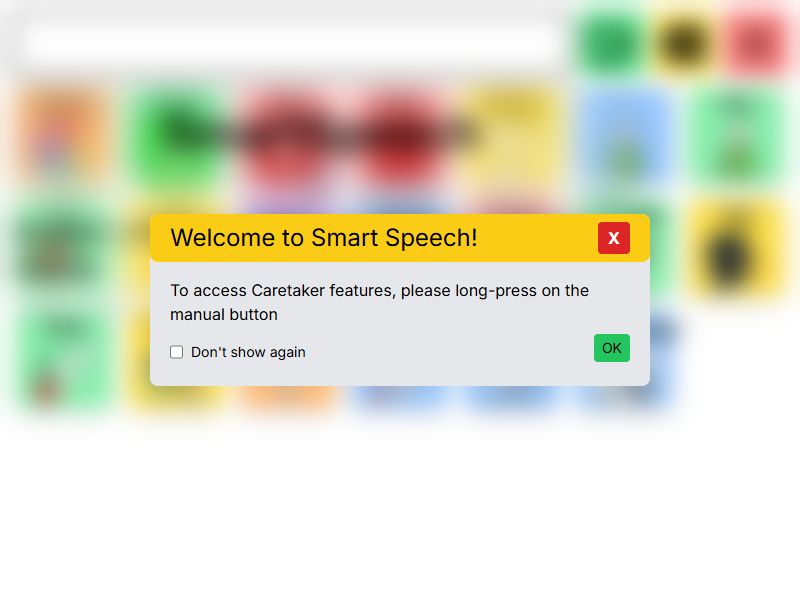 Welcome to Smart Speech!
X
To access Caretaker features, please long-press on the
manual button
Don't show again
OK